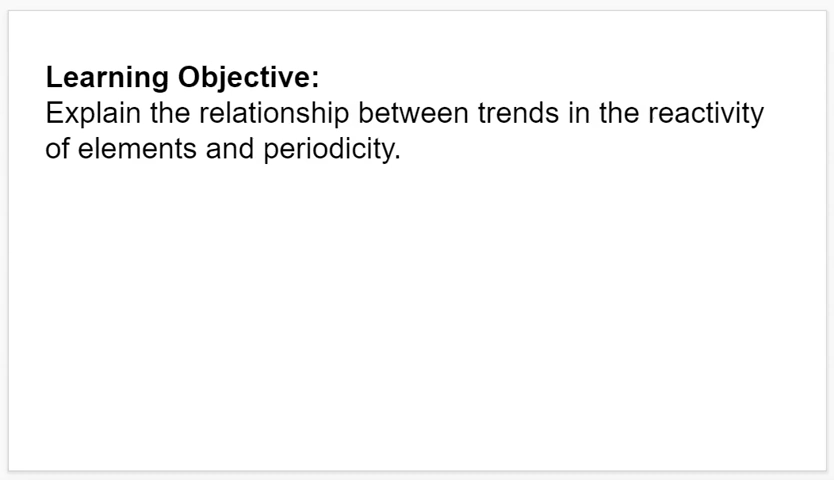 Learning Objective:
Explain the relationship between trends in the reactivity
of elements and periodicity.